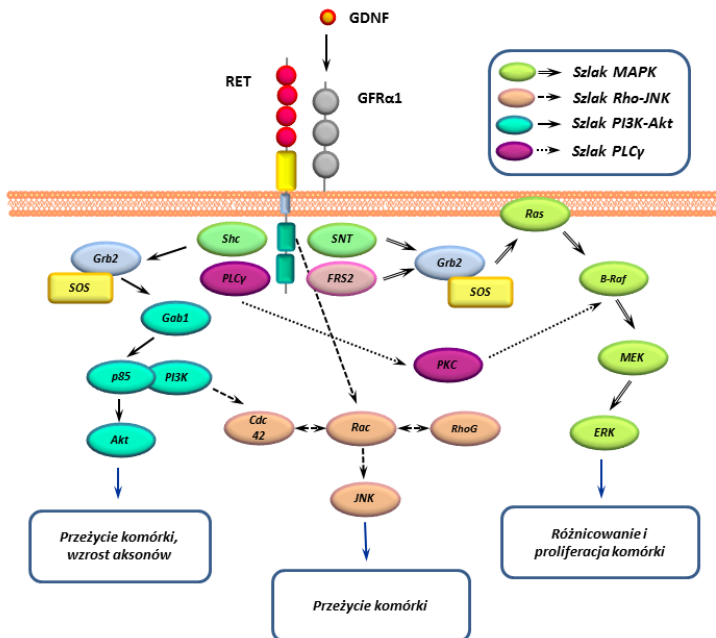 GDNF
RET
GFRα1
Szlak MAPK
Szlak Rho-JNK
Szlak PI3K-Akt
Szlak PLCγ
Ras
Shc
SNT
Grb2
SOS
PLCγ
FRS2
Grb2
SOS
B-Raf
Gab1
PKC
MEK
p85
PI3K
Cdc
42
Rac
RhoG
ERK
Akt
JNK
Przeżycie komórki,
wzrost aksonów
Różnicowanie i
proliferacja komórki
Przeżycie komórki